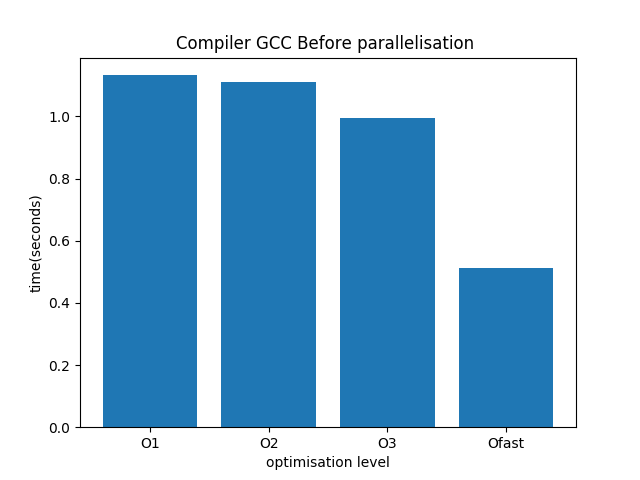 Compiler GCC Before parallelisation
1.0
0.8
0.6
0.4
0.2
0.0
time(seconds)
O1 O2 O3 Ofast
optimisation level